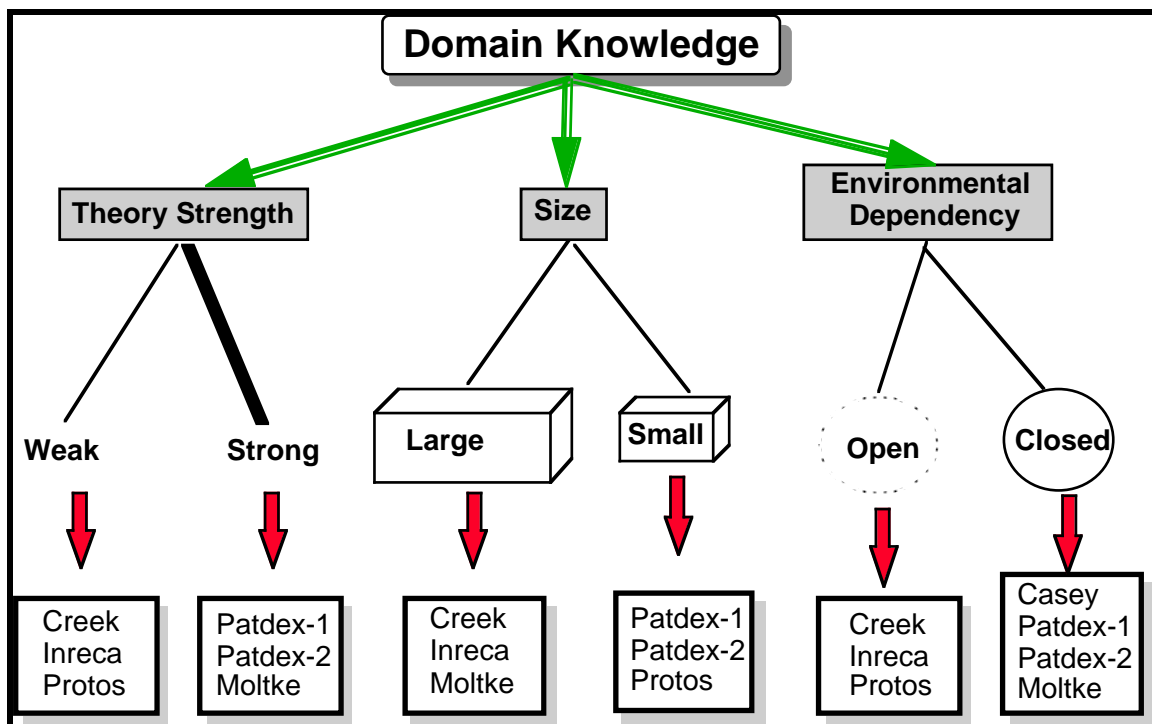 Domain Knowledge
Theory Strength
Size
Environmental
Dependency
Weak
Strong
Large
Small
Open
Closed
Creek
Inreca
Protos
Patdex-1
Patdex-2
Moltke
Creek
Inreca
Moltke
Patdex-1
Patdex-2
Protos
Creek
Inreca
Protos
Casey
Patdex-1
Patdex-2
Moltke